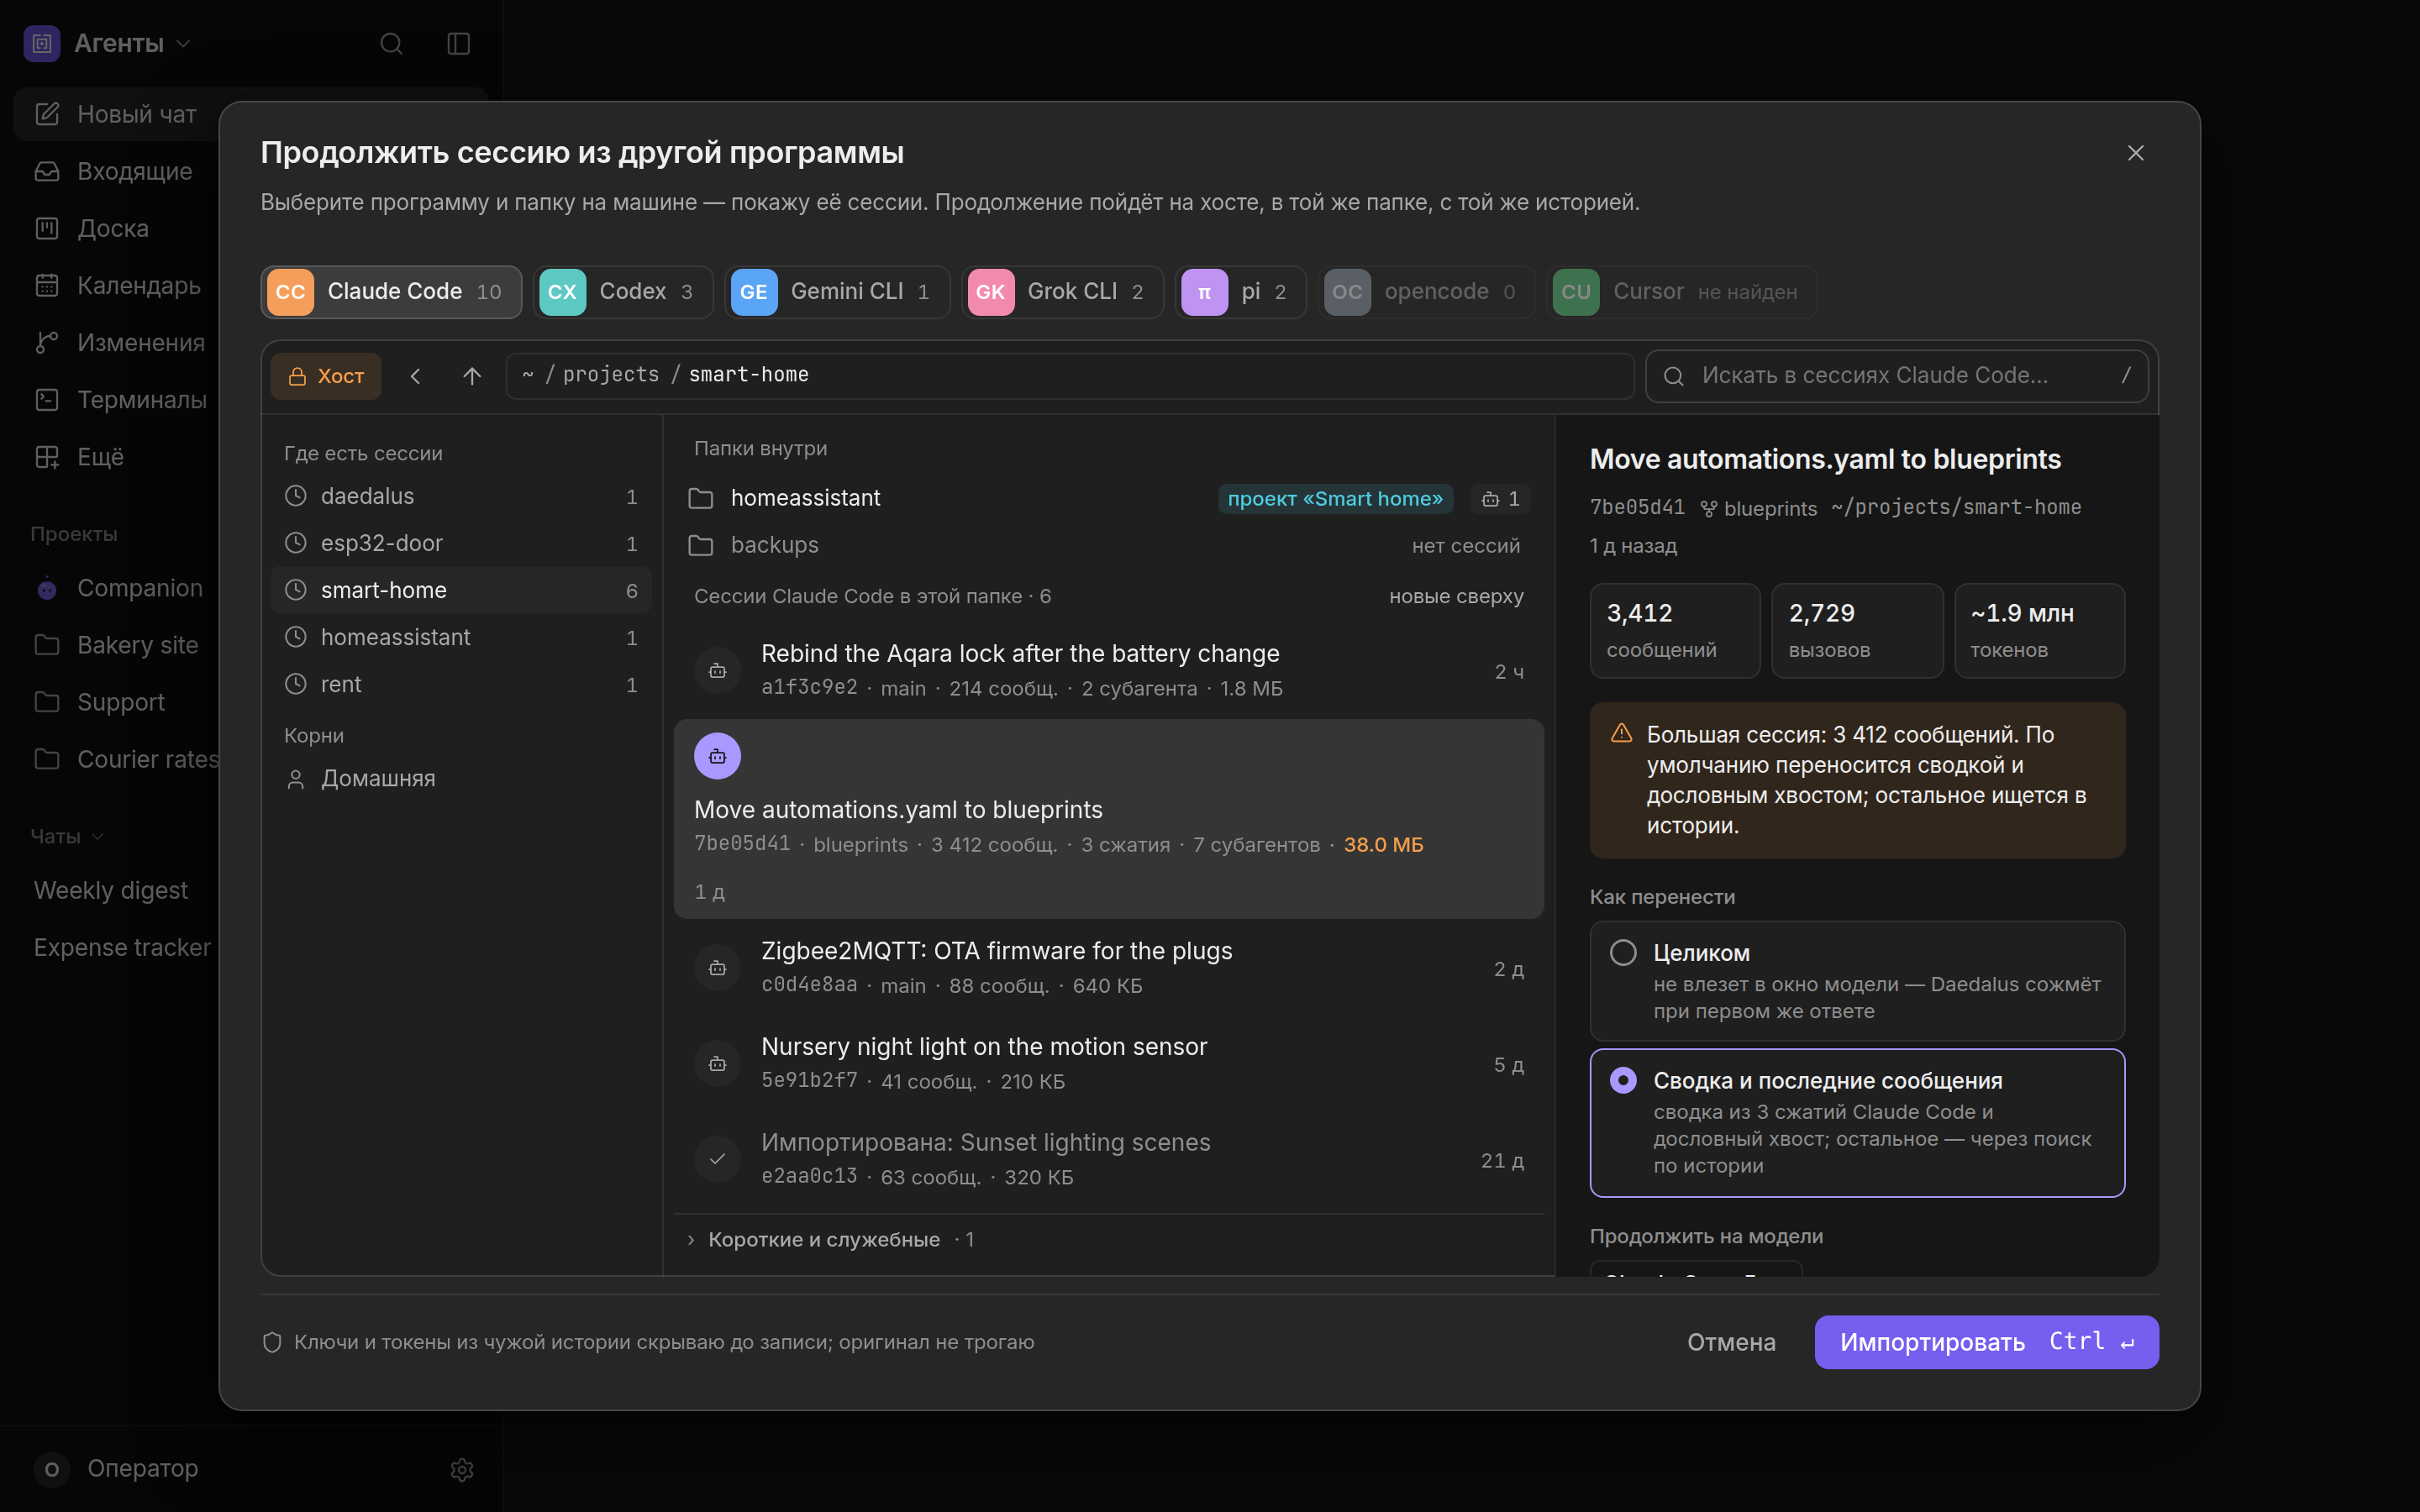 Агенты
Новый чат
Входящие
Доска
Календарь
Изменения
Терминалы
Ещё
Проекты
Companion
Bakery site
Support
Courier rates
Чаты
Weekly digest
Expense tracker
О Оператор
Продолжить сессию из другой программы
Выберите программу и папку на машине — покажу её сессии. Продолжение пойдёт на хосте, в той же папке, с той же историей.
CC Claude Code 10 CX Codex 3 GE Gemini CLI 1 GK Grok CLI 2 π pi 2 OC opencode 0 CU Cursor не найден
Хост ~ / projects / smart-home Искать в сессиях Claude Code... /
Где есть сессии
daedalus 1
esp32-door 1
smart-home 6
homeassistant 1
rent 1
Корни
Домашняя
Папки внутри
homeassistant проект «Smart home» 1
backups нет сессий
Сессии Claude Code в этой папке · 6 новые сверху
Rebind the Aqara lock after the battery change
a1f3c9e2 · main · 214 сообщ. · 2 субагента · 1.8 МБ
2 ч
Move automations.yaml to blueprints
7be05d41 · blueprints · 3 412 сообщ. · 3 сжатия · 7 субагентов · 38.0 МБ
1 д
Zigbee2MQTT: OTA firmware for the plugs
c0d4e8aa · main · 88 сообщ. · 640 КБ
2 д
Nursery night light on the motion sensor
5e91b2f7 · 41 сообщ. · 210 КБ
5 д
Импортирована: Sunset lighting scenes
e2aa0c13 · 63 сообщ. · 320 КБ
21 д
Короткие и служебные · 1
Move automations.yaml to blueprints
7be05d41 blueprints ~/projects/smart-home
1 д назад
3,412 сообщений
2,729 вызовов
~1.9 млн токенов
Большая сессия: 3 412 сообщений. По
умолчанию переносится сводкой и
дословным хвостом; остальное ищется в
истории.
Как перенести
Целиком
не влезет в окно модели — Daedalus сожмёт
при первом же ответе
Сводка и последние сообщения
сводка из 3 сжатий Claude Code и
дословный хвост; остальное — через поиск
по истории
Продолжить на модели
Ключи и токены из чужой истории скрываю до записи; оригинал не трогаю
Отмена
Импортировать Ctrl ↵